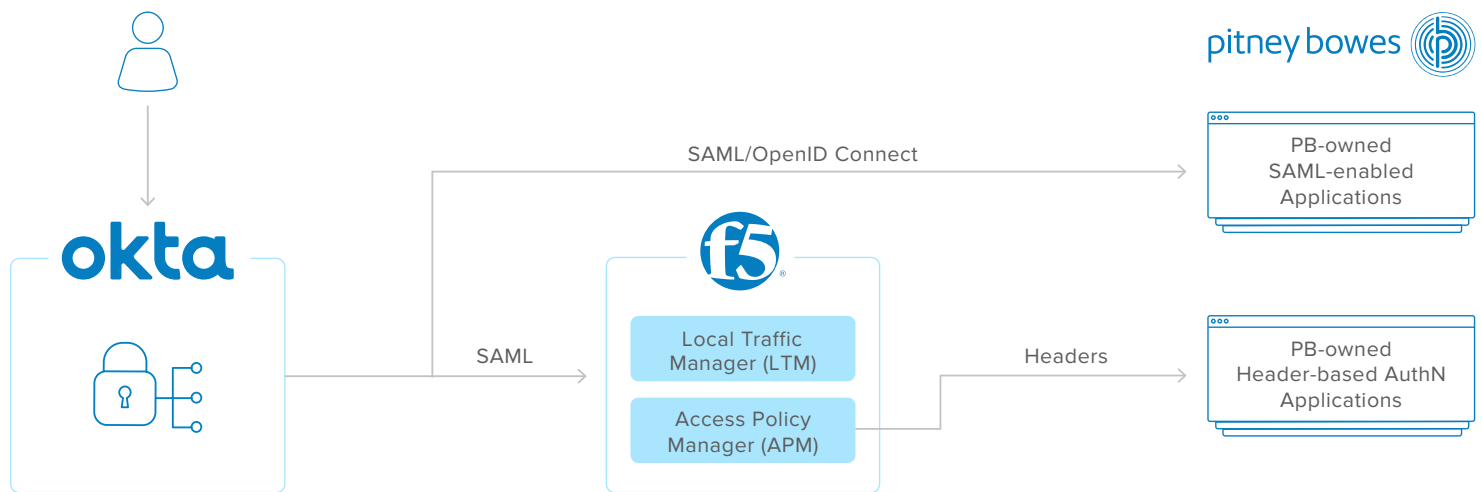 pitney bowes
PB-owned
SAML-enabled
Applications
SAML/OpenID Connect
okta
f5
®
Local Traffic
Manager (LTM)
SAML
Headers
PB-owned
Header-based AuthN
Applications
Access Policy
Manager (APM)